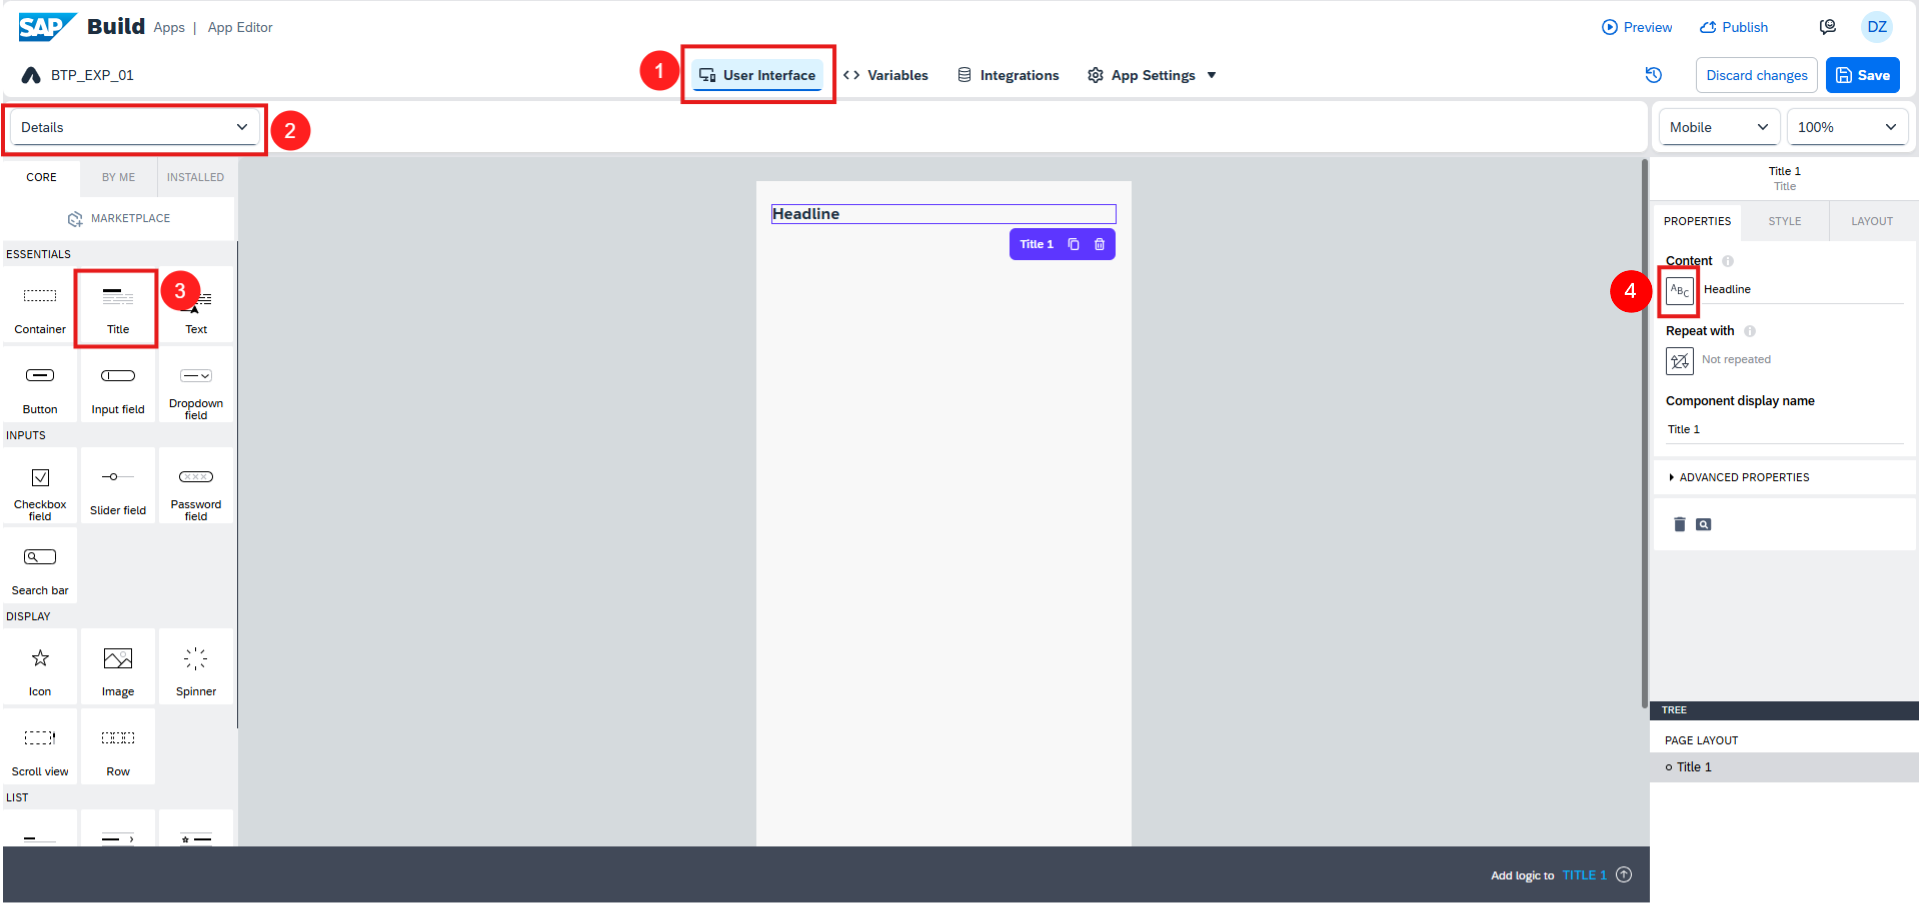 SAP Build Apps | App Editor
Preview
Publish
DZ
BTP_EXP_01
1
User Interface
Variables
Integrations
App Settings
Discard changes
Save
Details
2
Mobile
100%
CORE
BY ME
INSTALLED
MARKETPLACE
ESSENTIALS
Container
Title
3
Text
Button
Input field
Dropdown
field
INPUTS
Checkbox
field
Slider field
Password
field
Search bar
DISPLAY
Icon
Image
Spinner
Scroll view
Row
LIST
Headline
Title 1
Title 1
Title
PROPERTIES
STYLE
LAYOUT
Content
4
ABC
Headline
Repeat with
Not repeated
Component display name
Title 1
ADVANCED PROPERTIES
TREE
PAGE LAYOUT
Title 1
Add logic to TITLE 1